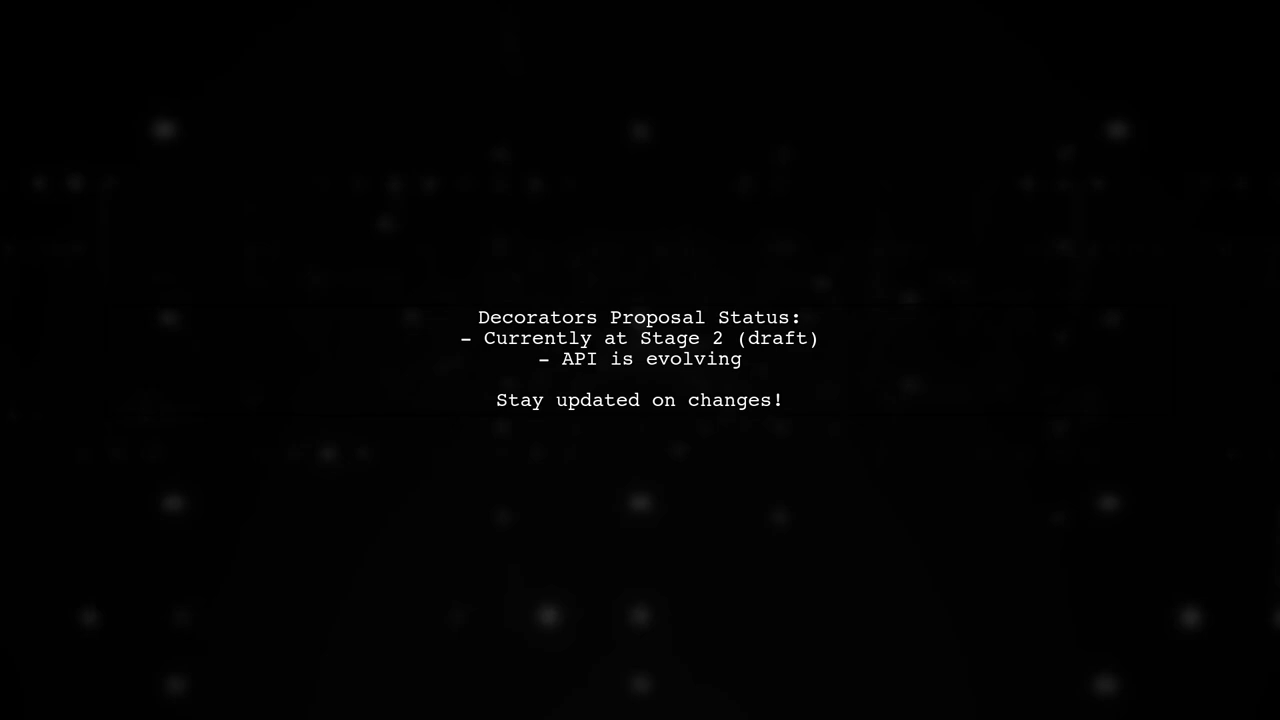 Decorators Proposal Status:
- Currently at Stage 2 (draft)
- API is evolving
Stay updated on changes!